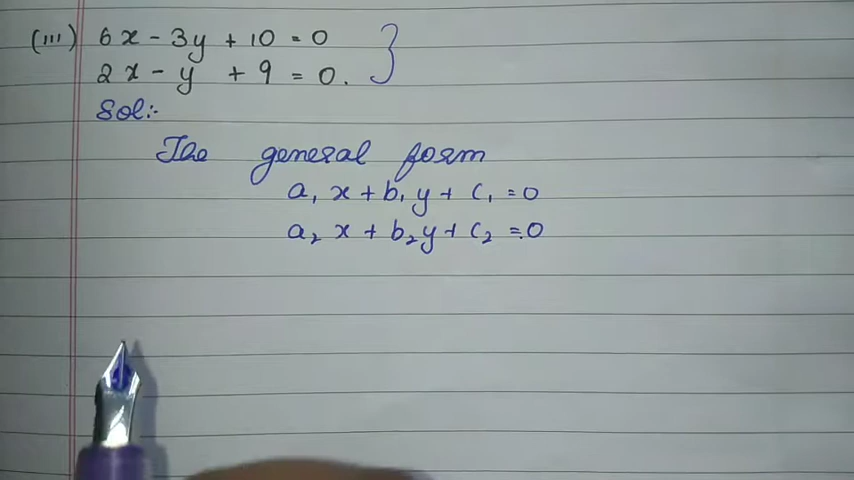 (III) 6x - 3y + 10 = 0
2x - y + 9 = 0.
Sol:-
The general form
a₁x + b₁y + c₁ = 0
a₂x + b₂y + c₂ = 0